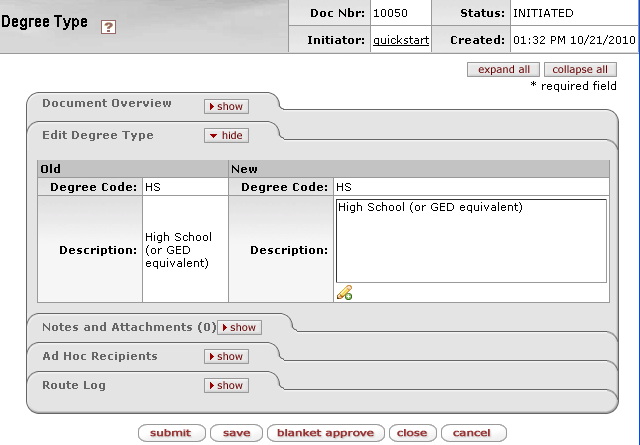 Degree Type ?
Doc Nbr: 10050 Status: INITIATED
Initiator: quickstart Created: 01:32 PM 10/21/2010
expand all collapse all
* required field
Document Overview show
Edit Degree Type hide
Old New
Degree Code: HS Degree Code: HS
High School (or GED equivalent)
Description: High School (or GED equivalent) Description:
Notes and Attachments (0) show
Ad Hoc Recipients show
Route Log show
submit save blanket approve close cancel